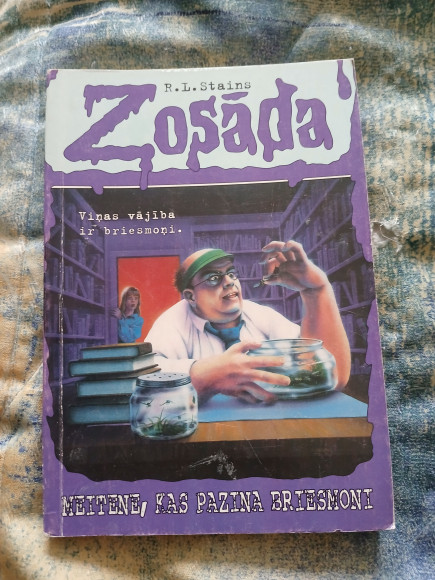 R.L.Stains
Zosāda
Viņas vājība
ir briesmoņi.
MEITENE, KAS PAZINA BRIESMONI